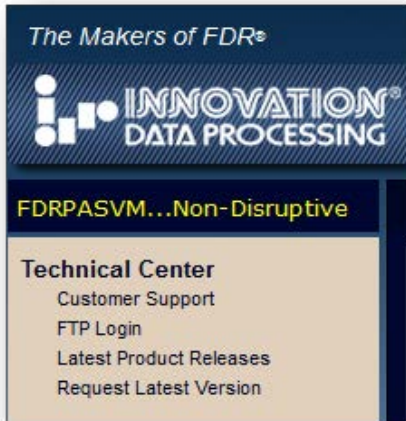 The Makers of FDR®
INNOVATION®
DATA PROCESSING
FDRPASVM...Non-Disruptive
Technical Center
Customer Support
FTP Login
Latest Product Releases
Request Latest Version